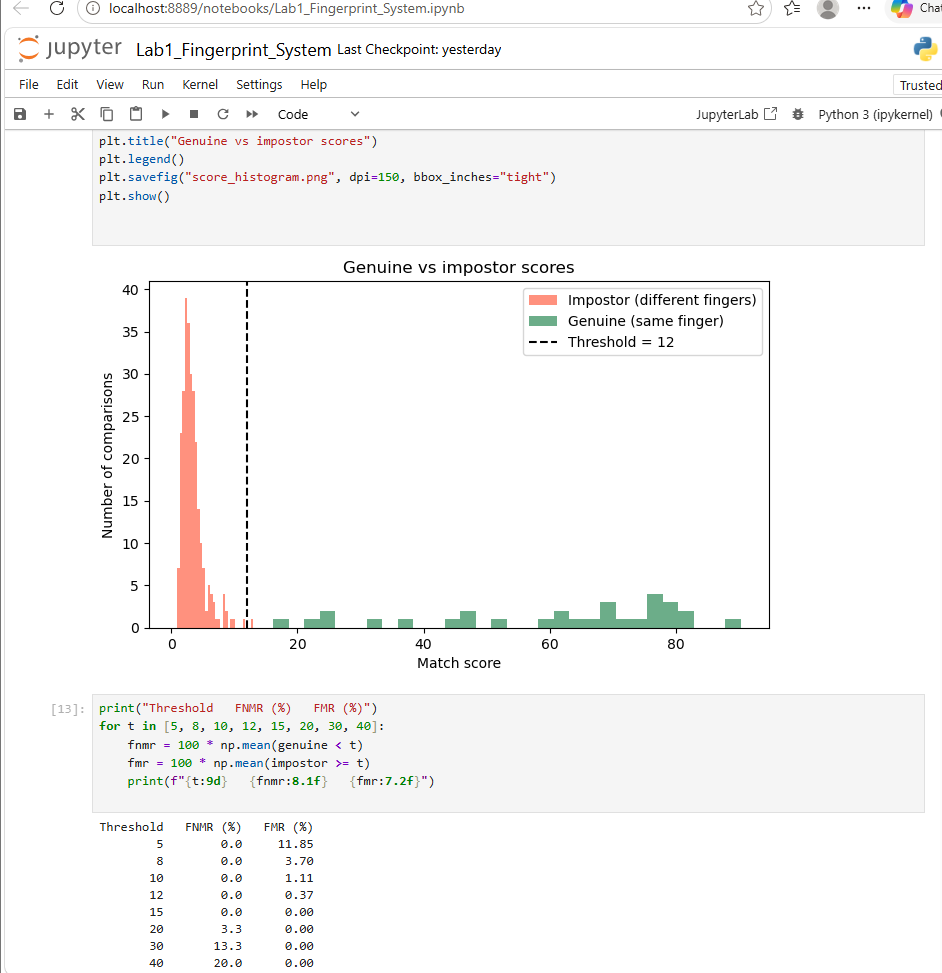 localhost:8889/notebooks/Lab1_Fingerprint_System.ipynb
jupyter Lab1_Fingerprint_System Last Checkpoint: yesterday
File Edit View Run Kernel Settings Help
Trusted
Code
JupyterLab
Python 3 (ipykernel)
plt.title("Genuine vs impostor scores")
plt.legend()
plt.savefig("score_histogram.png", dpi=150, bbox_inches="tight")
plt.show()
Genuine vs impostor scores
40
35
30
25
20
15
10
5
0
Number of comparisons
Impostor (different fingers)
Genuine (same finger)
Threshold = 12
0 20 40 60 80
Match score
[13]:
print("Threshold   FNMR (%)   FMR (%)")
for t in [5, 8, 10, 12, 15, 20, 30, 40]:
    fnmr = 100 * np.mean(genuine < t)
    fmr = 100 * np.mean(impostor >= t)
    print(f"{t:9d}   {fnmr:8.1f}   {fmr:7.2f}")
Threshold   FNMR (%)   FMR (%)
5   0.0   11.85
8   0.0   3.70
10   0.0   1.11
12   0.0   0.37
15   0.0   0.00
20   3.3   0.00
30   13.3   0.00
40   20.0   0.00